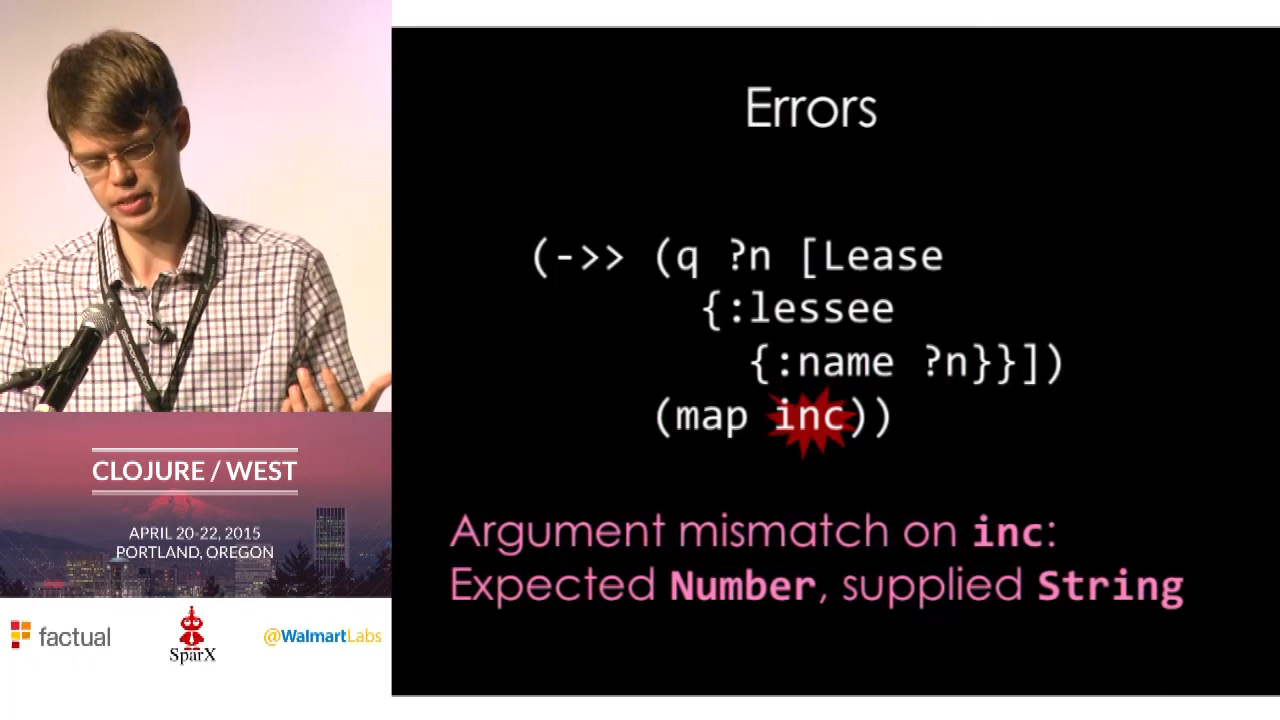 Errors
(->> (q ?n [Lease
{:lessee
{:name ?n}}])
(map inc))
Argument mismatch on inc:
Expected Number, supplied String
CLOJURE / WEST
APRIL 20-22, 2015
PORTLAND, OREGON
factual
SparX
@WalmartLabs